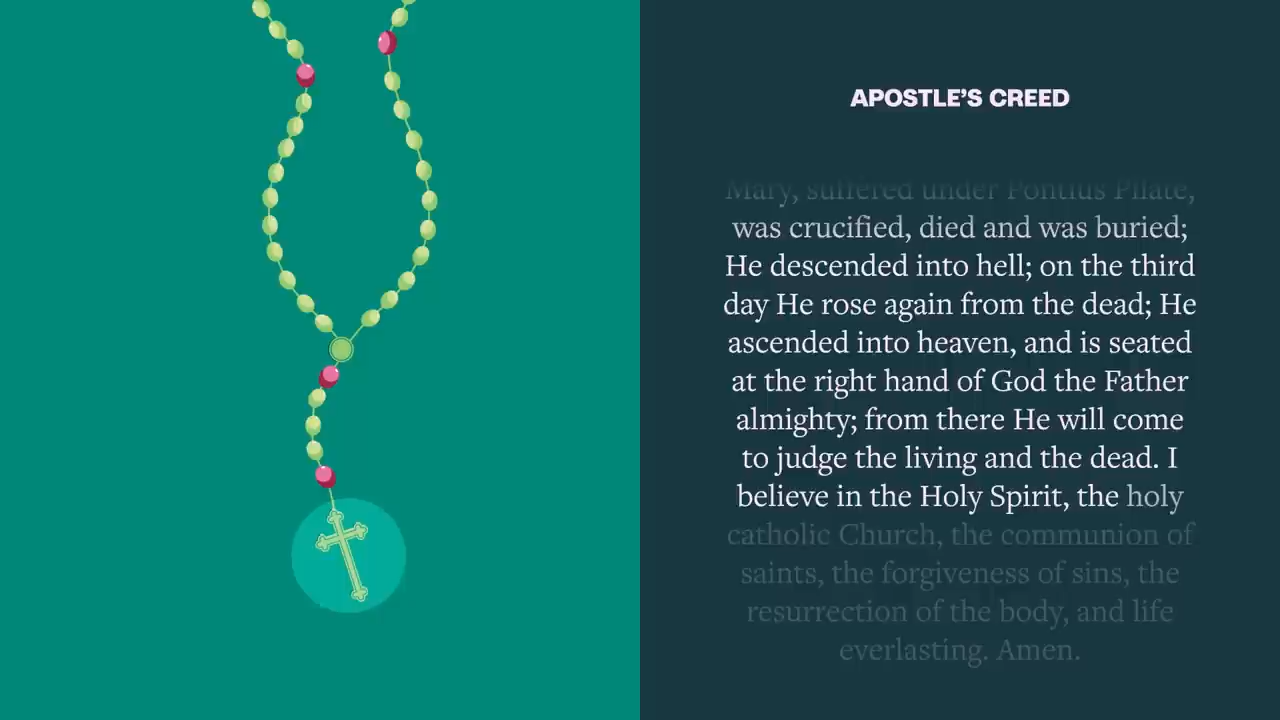 APOSTLE'S CREED
Mary, suffered under Pontius Pilate,
was crucified, died and was buried;
He descended into hell; on the third
day He rose again from the dead; He
ascended into heaven, and is seated
at the right hand of God the Father
almighty; from there He will come
to judge the living and the dead. I
believe in the Holy Spirit, the holy
catholic Church, the communion of
saints, the forgiveness of sins, the
resurrection of the body, and life
everlasting. Amen.